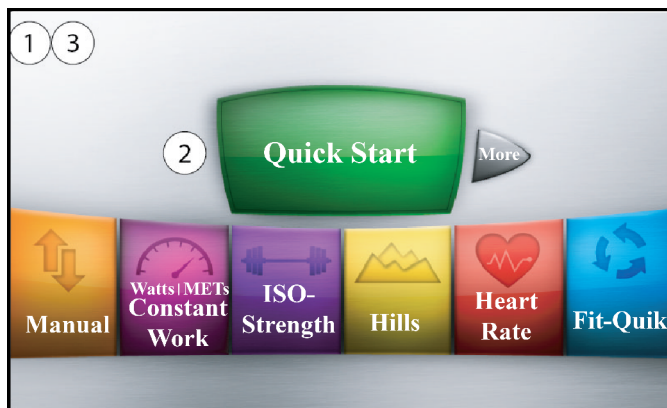 1 3
2
Quick Start
More
Manual
Watts|METs
Constant
Work
ISO-
Strength
Hills
Heart
Rate
Fit-Quik